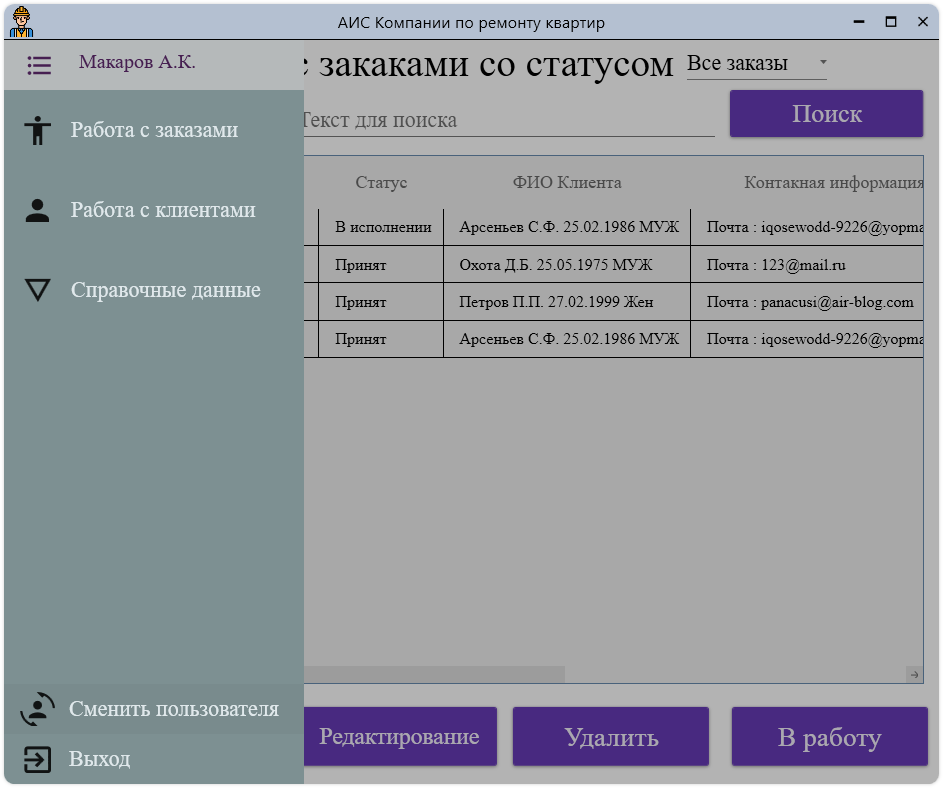 АИС Компании по ремонту квартир
Макаров А.К.
с закаками со статусом Все заказы
Работа с заказами
Текст для поиска Поиск
Статус ФИО Клиента Контакная информация
Работа с клиентами
В исполнении Арсеньев С.Ф. 25.02.1986 МУЖ Почта : iqosewodd-9226@yopma
Принят Охота Д.Б. 25.05.1975 МУЖ Почта : 123@mail.ru
Справочные данные
Принят Петров П.П. 27.02.1999 Жен Почта : panacusi@air-blog.com
Принят Арсеньев С.Ф. 25.02.1986 МУЖ Почта : iqosewodd-9226@yopma
Сменить пользователя
Редактирование Удалить В работу
Выход